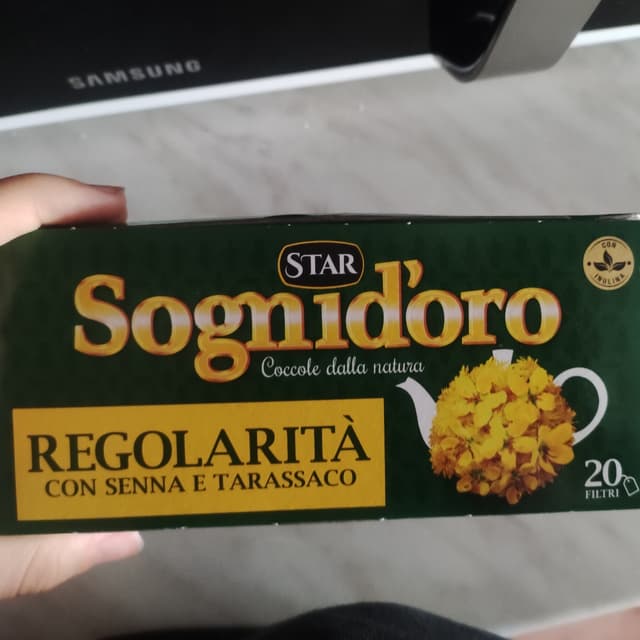 SAMSUNG
STAR
CON
INULINA
Sognid'oro
Coccole dalla natura
REGOLARITÀ
CON SENNA E TARASSACO
20
FILTRI